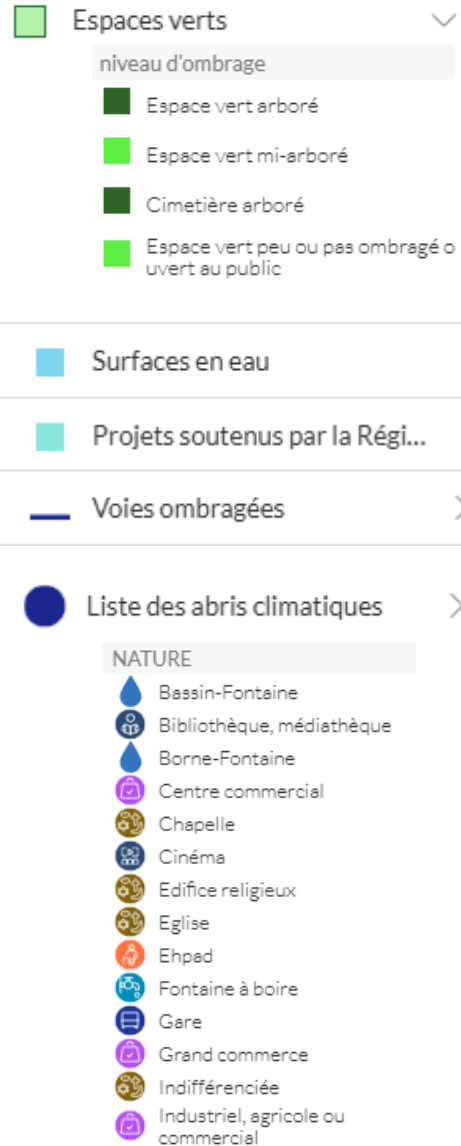 Espaces verts
niveau d'ombrage
Espace vert arboré
Espace vert mi-arboré
Cimetière arboré
Espace vert peu ou pas ombragé o
uvert au public
Surfaces en eau
Projets soutenus par la Régi...
Voies ombragées
Liste des abris climatiques
NATURE
Bassin-Fontaine
Bibliothèque, médiathèque
Borne-Fontaine
Centre commercial
Chapelle
Cinéma
Edifice religieux
Eglise
Ehpad
Fontaine à boire
Gare
Grand commerce
Indifférenciée
Industriel, agricole ou
commercial